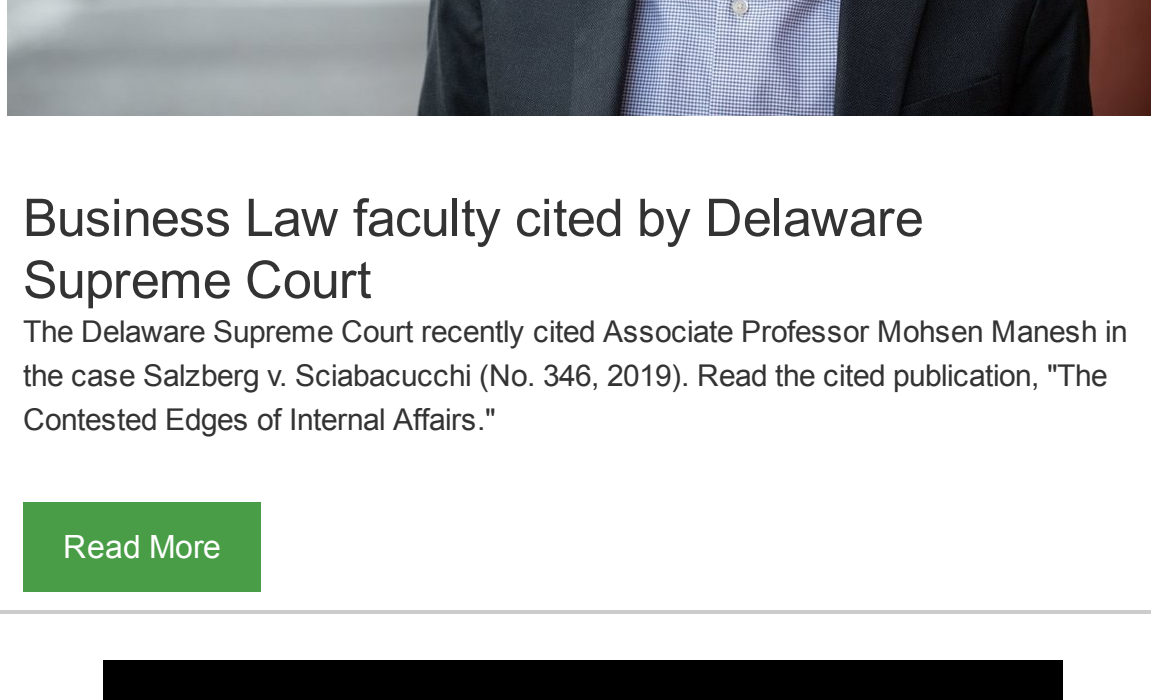 Business Law faculty cited by Delaware
Supreme Court
The Delaware Supreme Court recently cited Associate Professor Mohsen Manesh in
the case Salzberg v. Sciabacucchi (No. 346, 2019). Read the cited publication, "The
Contested Edges of Internal Affairs."
Read More